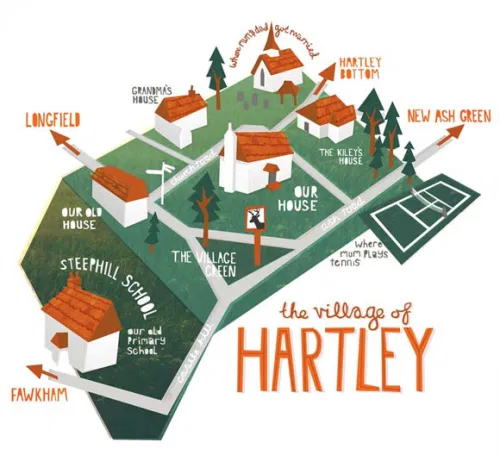 where mum & dad got married
HARTLEY
BOTTOM
GRANDMA'S
HOUSE
LONGFIELD
NEW ASH GREEN
THE KILEY'S
HOUSE
church road
OUR
HOUSE
OUR OLD
HOUSE
ash road
THE VILLAGE
GREEN
where
mum plays
tennis
STEEPHILL SCHOOL
our old
primary
school
castle hill
the village of
HARTLEY
FAWKHAM